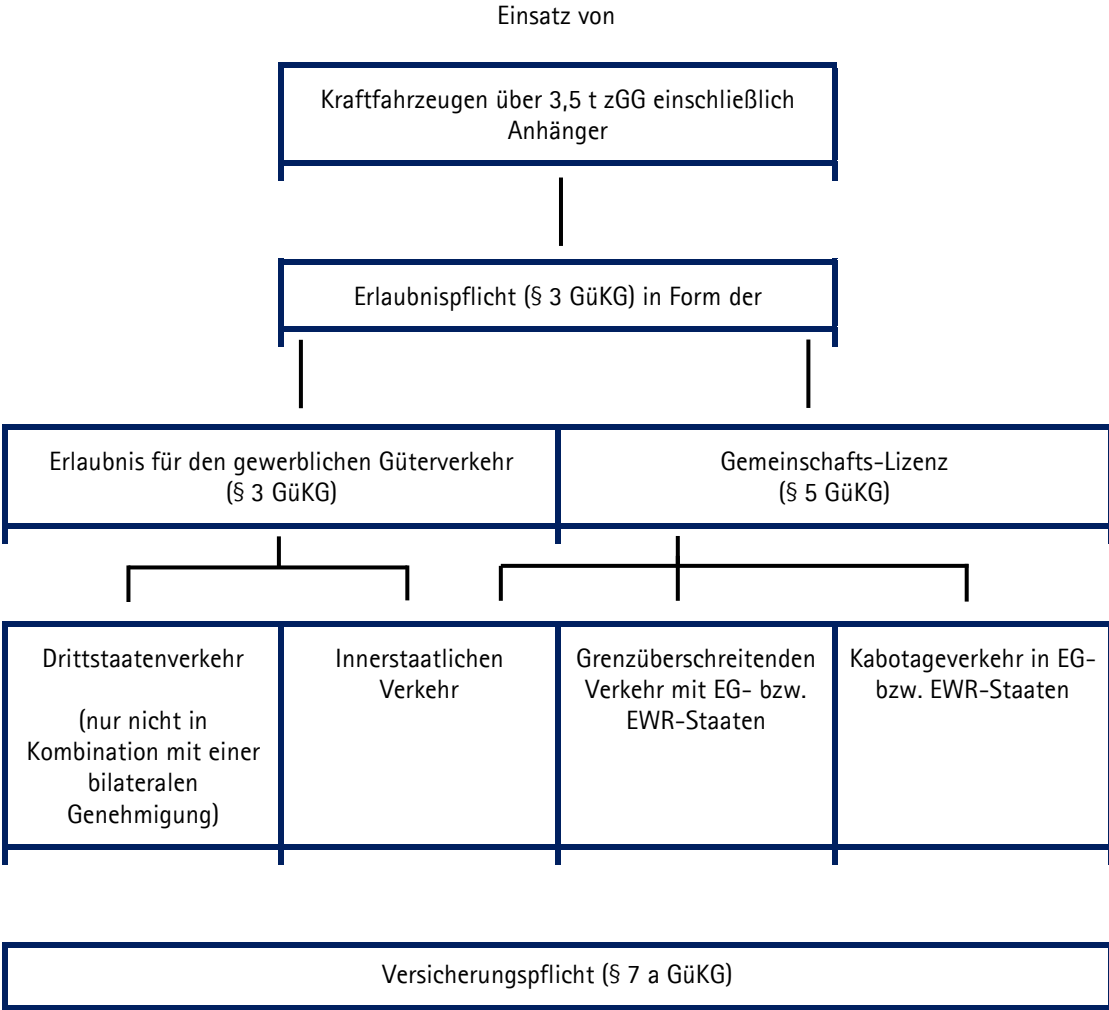 Einsatz von
Kraftfahrzeugen über 3,5 t zGG einschließlich
Anhänger
Erlaubnispflicht (§ 3 GüKG) in Form der
Erlaubnis für den gewerblichen Güterverkehr
(§ 3 GüKG)
Gemeinschafts-Lizenz
(§ 5 GüKG)
Drittstaatenverkehr
(nur nicht in
Kombination mit einer
bilateralen
Genehmigung)
Innerstaatlichen
Verkehr
Grenzüberschreitenden
Verkehr mit EG- bzw.
EWR-Staaten
Kabotageverkehr in EG-
bzw. EWR-Staaten
Versicherungspflicht (§ 7 a GüKG)